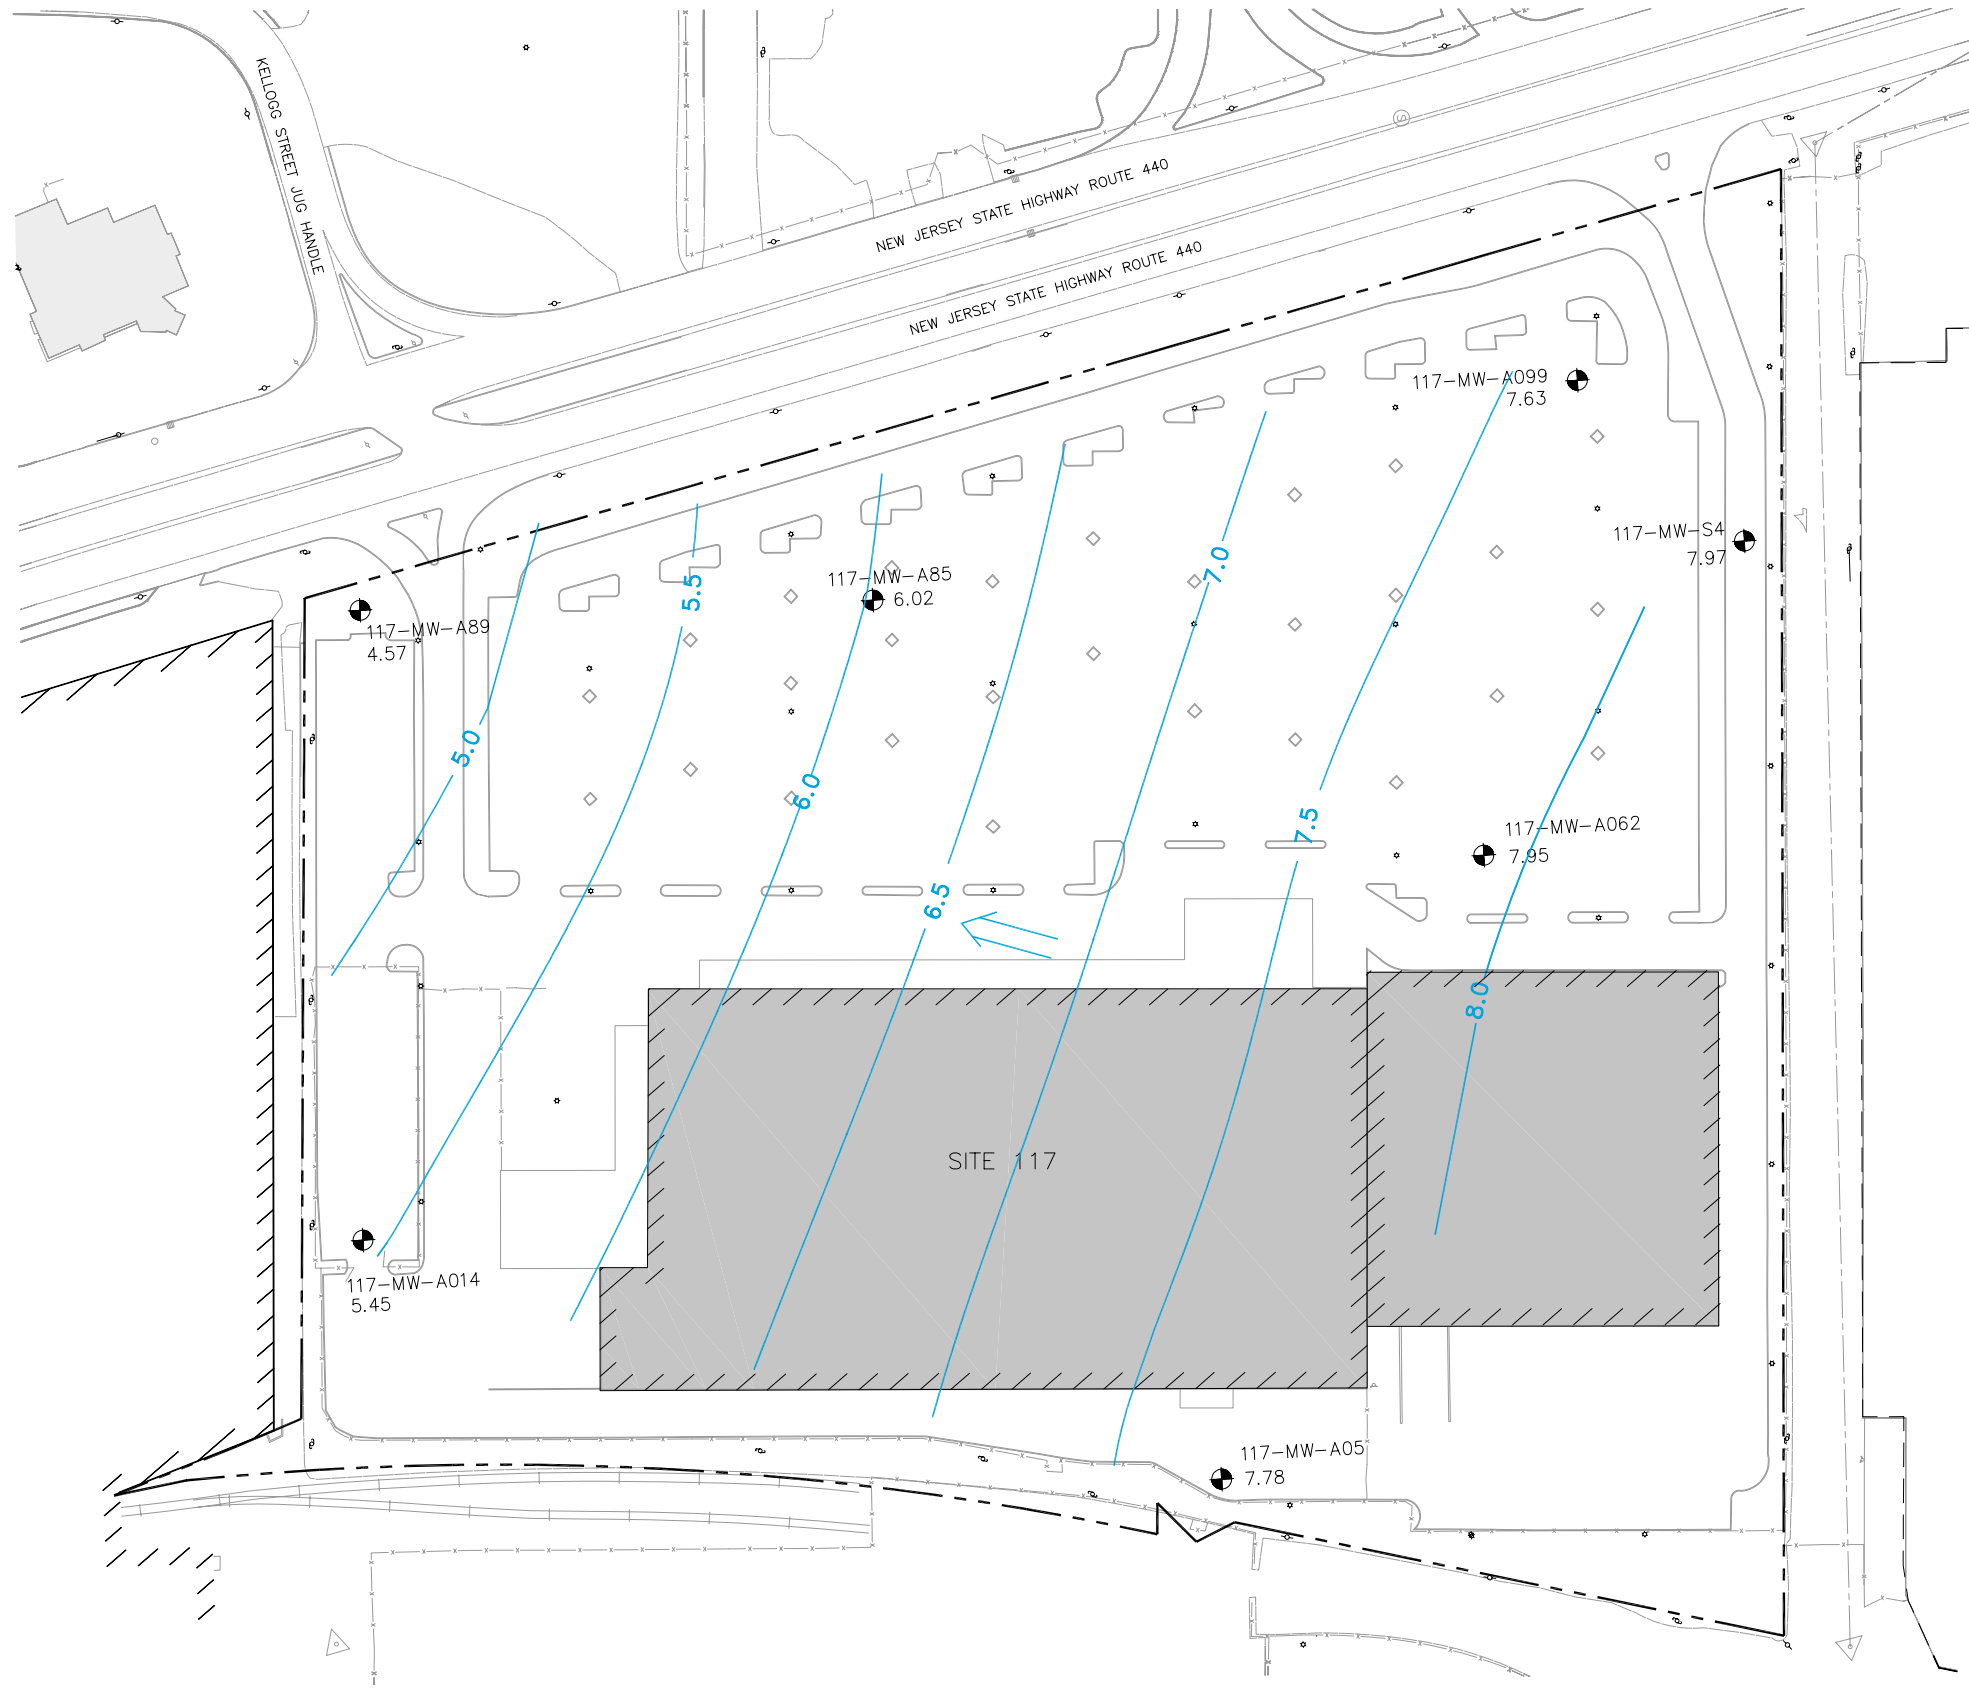 KELLOGG STREET JUG HANDLE
S
NEW JERSEY STATE HIGHWAY ROUTE 440
NEW JERSEY STATE HIGHWAY ROUTE 440
117-MW-A099
7.63
117-MW-S4
7.97
117-MW-A85
6.02
117-MW-A89
4.57
5.5
7.0
5.0
6.0
7.5
117-MW-A062
7.95
6.5
8.0
SITE 117
117-MW-A014
5.45
117-MW-A05
7.78